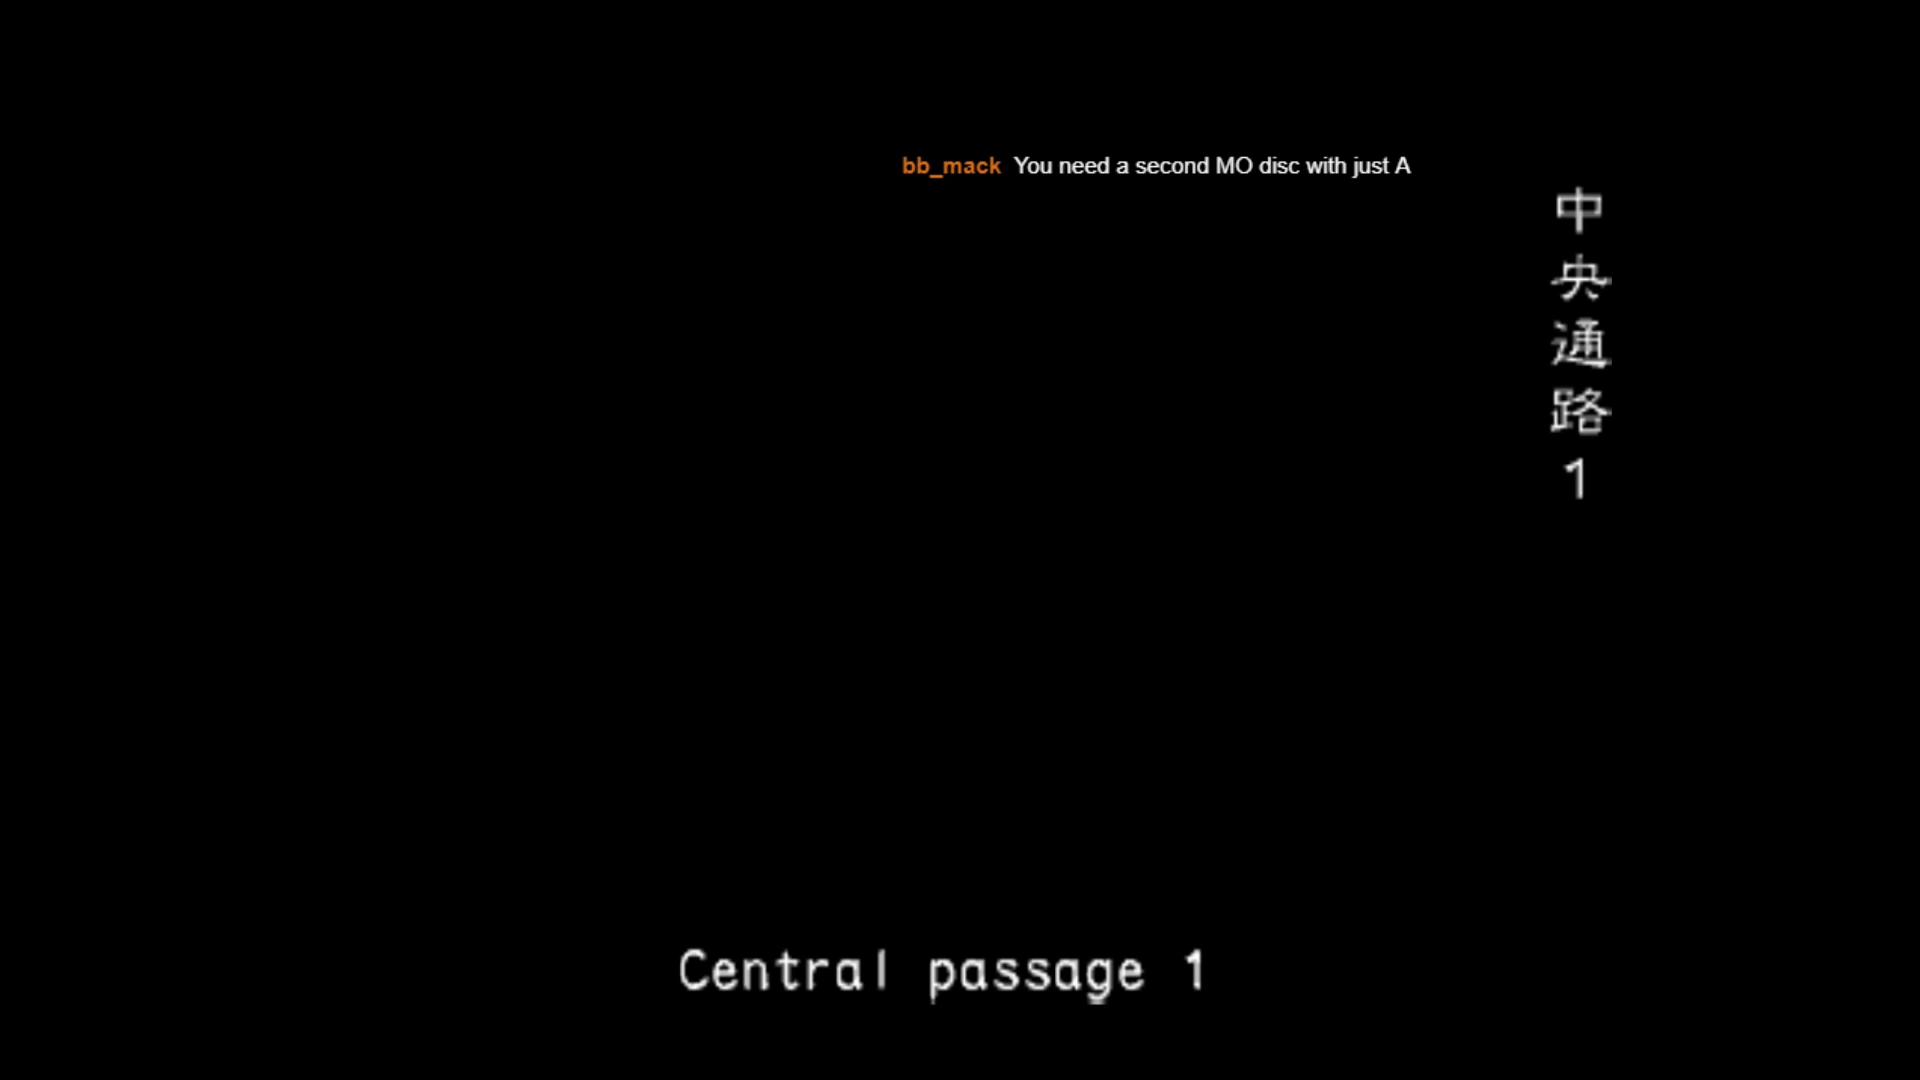 bb_mack You need a second MO disc with just A
中央通路1
Central passage 1